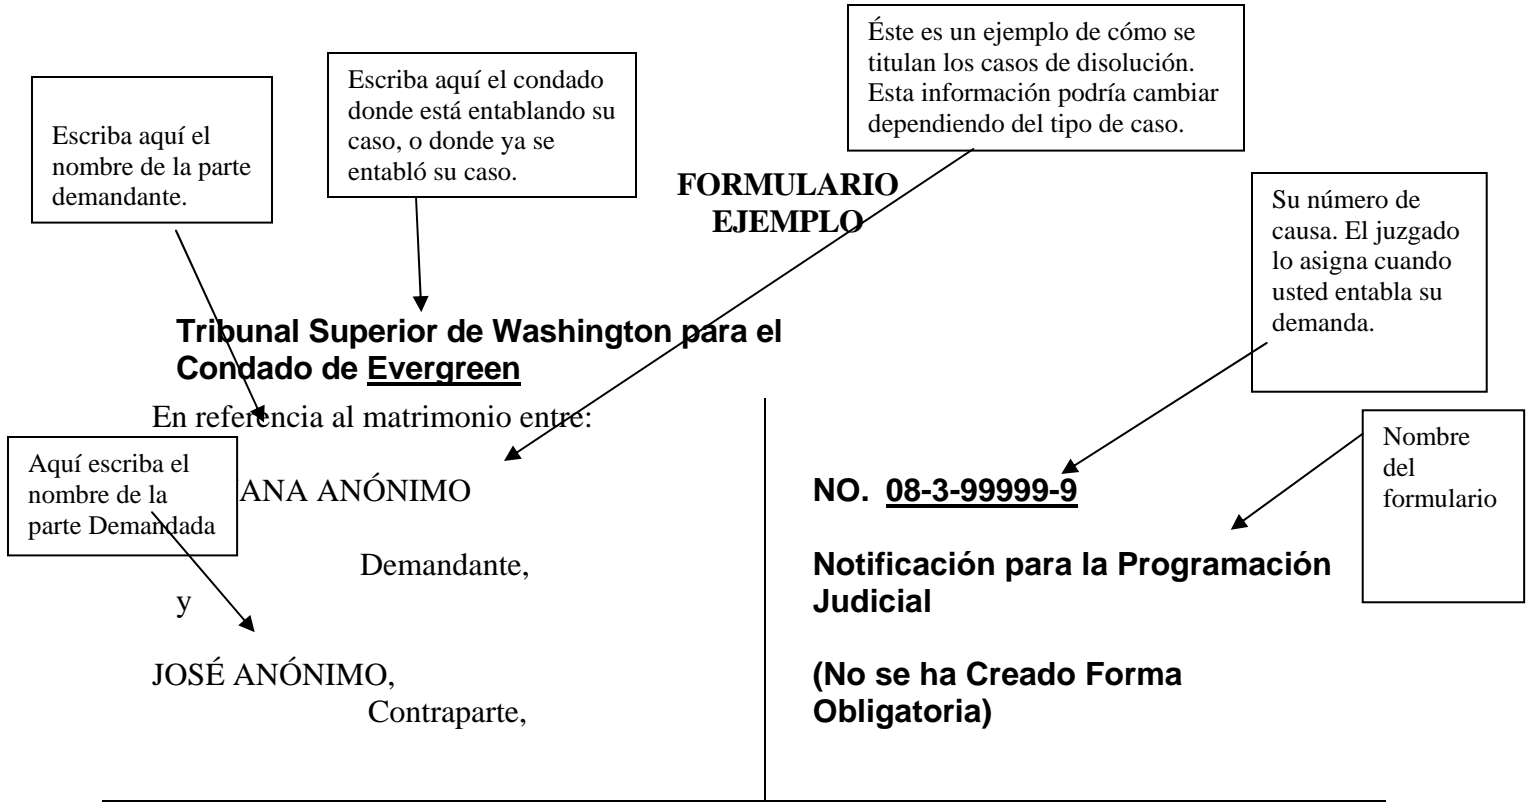 Éste es un ejemplo de cómo se
titulan los casos de disolución.
Esta información podría cambiar
dependiendo del tipo de caso.
Escriba aquí el condado
donde está entablando su
caso, o donde ya se
entabló su caso.
Escriba aquí el
nombre de la parte
demandante.
FORMULARIO
EJEMPLO
Su número de
causa. El juzgado
lo asigna cuando
usted entabla su
demanda.
Tribunal Superior de Washington para el
Condado de Evergreen
En referencia al matrimonio entre:
Aquí escriba el
nombre de la
parte Demandada
ANA ANÓNIMO
Demandante,
y
JOSÉ ANÓNIMO,
Contraparte,
NO. 08-3-99999-9
Notificación para la Programación
Judicial
(No se ha Creado Forma
Obligatoria)
Nombre
del
formulario